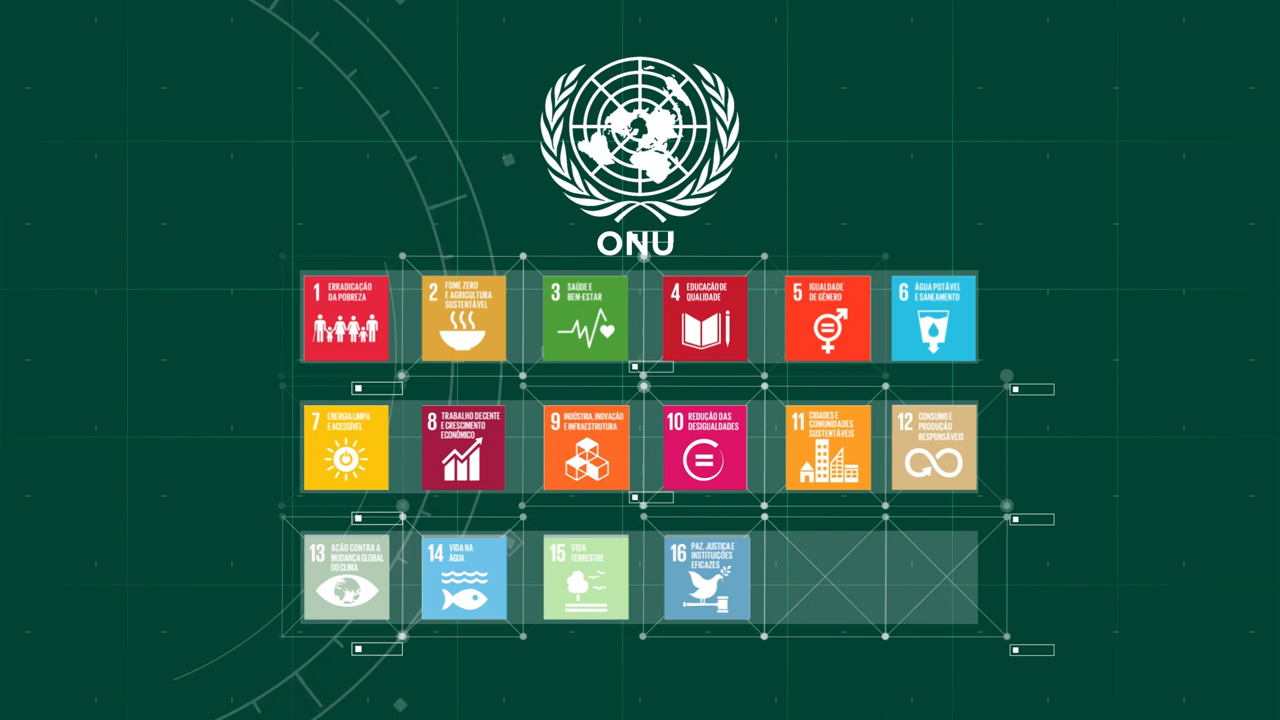 ONU
1 ERRADICAÇÃO
DA POBREZA
2 FOME ZERO
E AGRICULTURA
SUSTENTÁVEL
3 SAÚDE E
BEM-ESTAR
4 EDUCAÇÃO DE
QUALIDADE
5 IGUALDADE
DE GÊNERO
6 ÁGUA POTÁVEL
E SANEAMENTO
7 ENERGIA LIMPA
E ACESSÍVEL
8 TRABALHO DECENTE
E CRESCIMENTO
ECONÔMICO
9 INDÚSTRIA, INOVAÇÃO
E INFRAESTRUTURA
10 REDUÇÃO DAS
DESIGUALDADES
11 CIDADES E
COMUNIDADES
SUSTENTÁVEIS
12 CONSUMO E
PRODUÇÃO
RESPONSÁVEIS
13 AÇÃO CONTRA A
MUDANÇA GLOBAL
DO CLIMA
14 VIDA NA
ÁGUA
15 VIDA
TERRESTRE
16 PAZ, JUSTIÇA E
INSTITUIÇÕES
EFICAZES